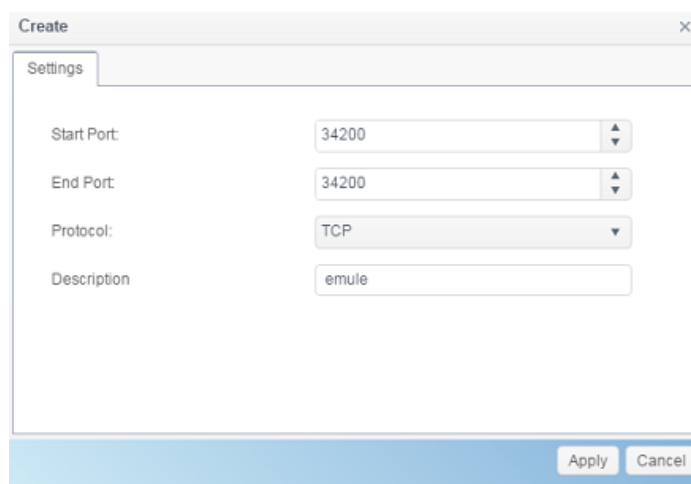 Create
Settings
Start Port: 34200
End Port: 34200
Protocol: TCP
Description emule
Apply Cancel